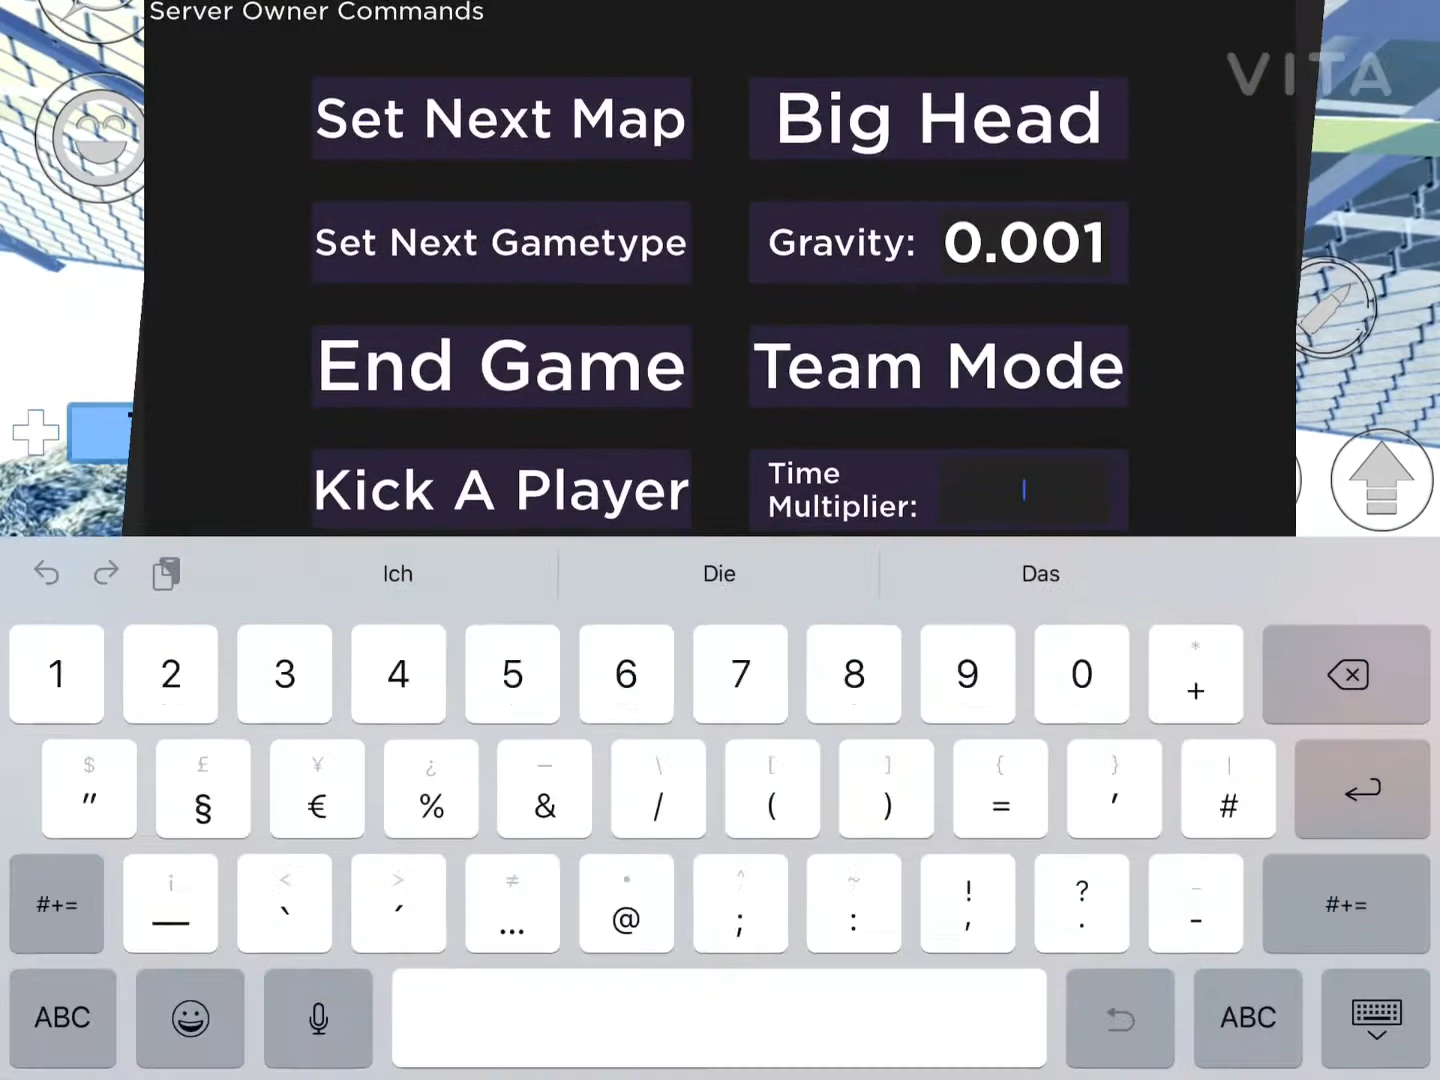 Server Owner Commands
VITA
Set Next Map
Big Head
Set Next Gametype
Gravity: 0.001
End Game
Team Mode
Kick A Player
Time
Multiplier:
Ich Die Das
1 2 3 4 5 6 7 8 9 0 * +
$ £ ¥ ¿ — \ [ ] { } |
" § € % & / ( ) = ' #
#+= ¡ < > ≠ • ^ ~ ! ? – #+=
— ` ´ … @ ; : , . -
ABC ABC